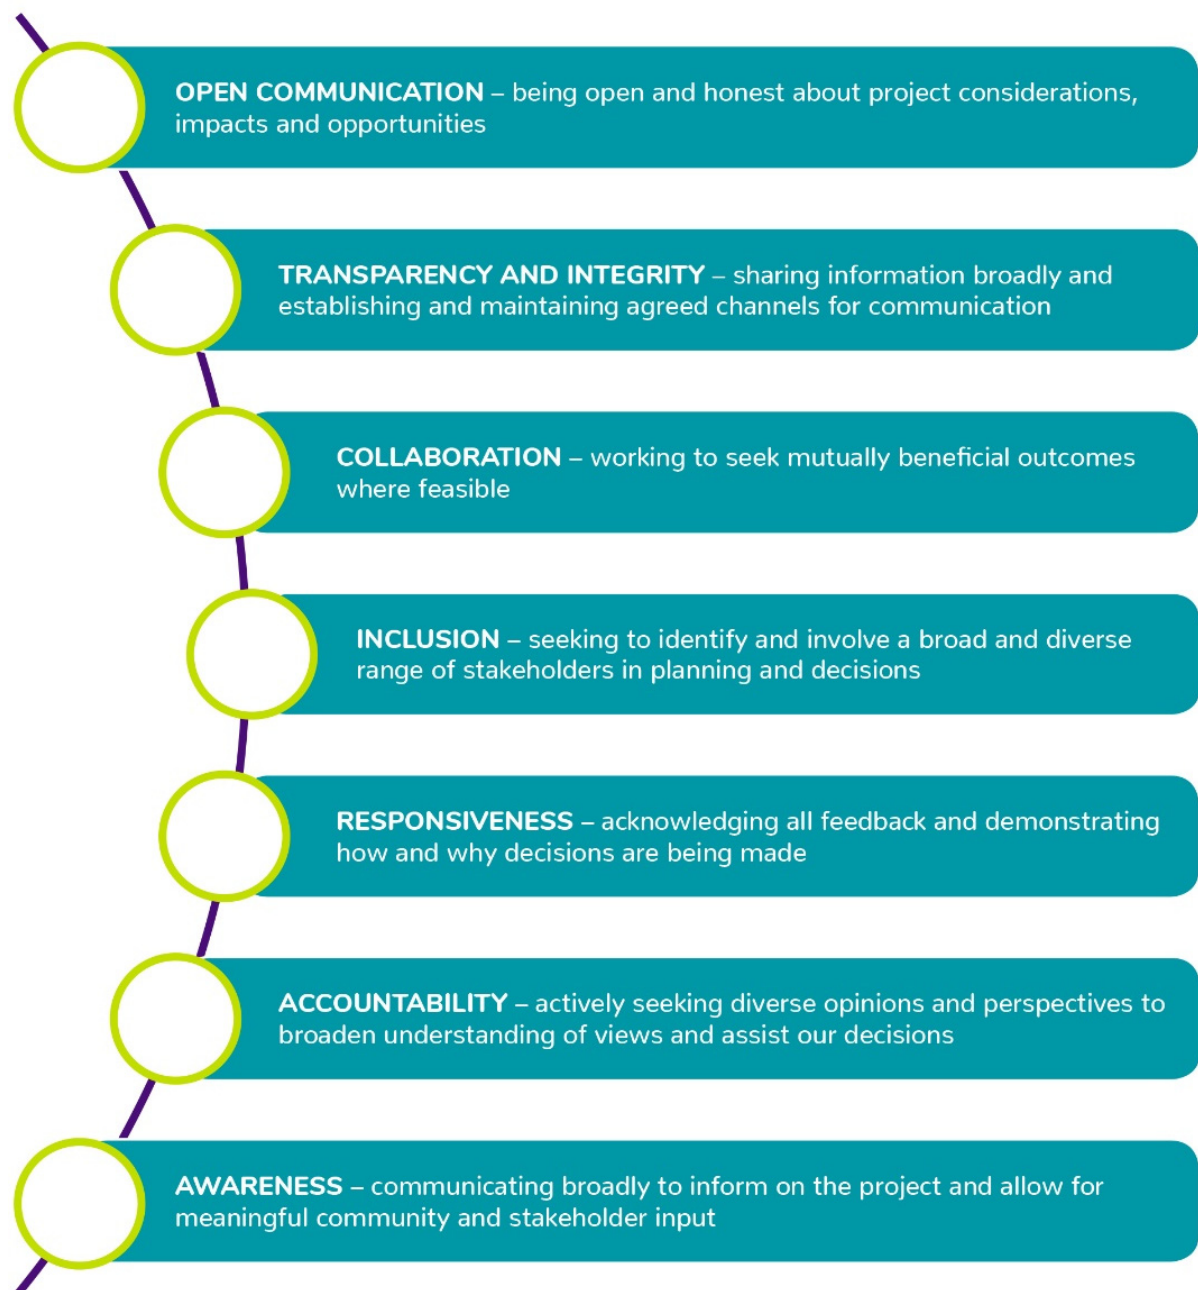 OPEN COMMUNICATION – being open and honest about project considerations,
impacts and opportunities
TRANSPARENCY AND INTEGRITY – sharing information broadly and
establishing and maintaining agreed channels for communication
COLLABORATION – working to seek mutually beneficial outcomes
where feasible
INCLUSION – seeking to identify and involve a broad and diverse
range of stakeholders in planning and decisions
RESPONSIVENESS – acknowledging all feedback and demonstrating
how and why decisions are being made
ACCOUNTABILITY – actively seeking diverse opinions and perspectives to
broaden understanding of views and assist our decisions
AWARENESS – communicating broadly to inform on the project and allow for
meaningful community and stakeholder input